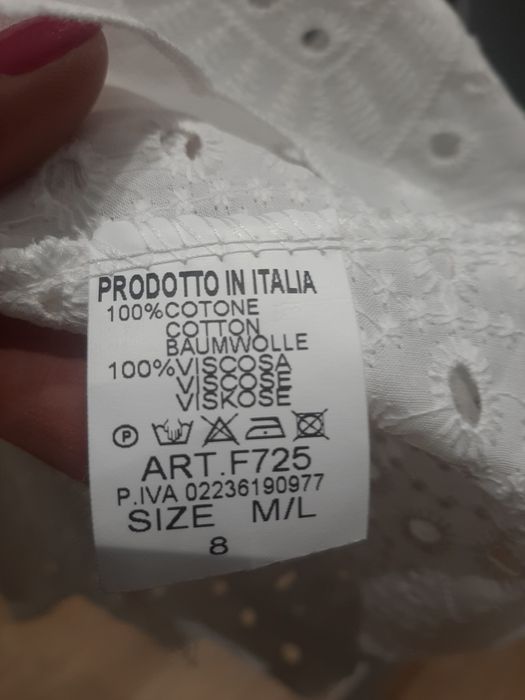 PRODOTTO IN ITALIA
100%COTONE
COTTON
BAUMWOLLE
100%VISCOSA
VISCOSE
VISKOSE
P
ART.F725
P.IVA 02236190977
SIZE M/L
8